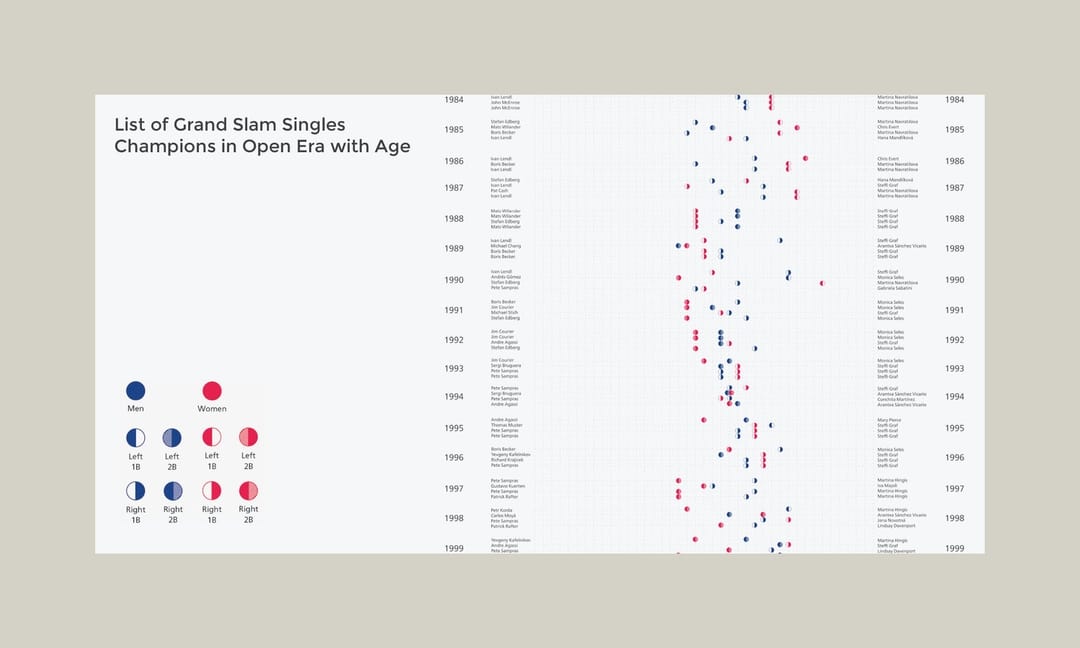 List of Grand Slam Singles
Champions in Open Era with Age
Men
Women
Left
1B
Left
2B
Left
1B
Left
2B
Right
1B
Right
2B
Right
1B
Right
2B
1984
Ivan Lendl
John McEnroe
John McEnroe
Martina Navratilova
Martina Navratilova
Martina Navratilova
1984
1985
Stefan Edberg
Mats Wilander
Boris Becker
Ivan Lendl
Martina Navratilova
Chris Evert
Martina Navratilova
Hana Mandlíková
1985
1986
Ivan Lendl
Boris Becker
Ivan Lendl
Chris Evert
Martina Navratilova
Martina Navratilova
1986
1987
Stefan Edberg
Ivan Lendl
Pat Cash
Ivan Lendl
Hana Mandlíková
Steffi Graf
Martina Navratilova
Martina Navratilova
1987
1988
Mats Wilander
Mats Wilander
Stefan Edberg
Mats Wilander
Steffi Graf
Steffi Graf
Steffi Graf
Steffi Graf
1988
1989
Ivan Lendl
Michael Chang
Boris Becker
Boris Becker
Steffi Graf
Arantxa Sánchez Vicario
Steffi Graf
Steffi Graf
1989
1990
Ivan Lendl
Andrés Gómez
Stefan Edberg
Pete Sampras
Steffi Graf
Monica Seles
Martina Navratilova
Gabriela Sabatini
1990
1991
Boris Becker
Jim Courier
Michael Stich
Stefan Edberg
Monica Seles
Monica Seles
Steffi Graf
Monica Seles
1991
1992
Jim Courier
Jim Courier
Andre Agassi
Stefan Edberg
Monica Seles
Monica Seles
Steffi Graf
Monica Seles
1992
1993
Jim Courier
Sergi Bruguera
Pete Sampras
Pete Sampras
Monica Seles
Steffi Graf
Steffi Graf
Steffi Graf
1993
1994
Pete Sampras
Sergi Bruguera
Pete Sampras
Andre Agassi
Steffi Graf
Arantxa Sánchez Vicario
Conchita Martínez
Arantxa Sánchez Vicario
1994
1995
Andre Agassi
Thomas Muster
Pete Sampras
Pete Sampras
Mary Pierce
Steffi Graf
Steffi Graf
Steffi Graf
1995
1996
Boris Becker
Yevgeny Kafelnikov
Richard Krajicek
Pete Sampras
Monica Seles
Steffi Graf
Steffi Graf
Steffi Graf
1996
1997
Pete Sampras
Gustavo Kuerten
Pete Sampras
Patrick Rafter
Martina Hingis
Iva Majoli
Martina Hingis
Martina Hingis
1997
1998
Petr Korda
Carlos Moyá
Pete Sampras
Patrick Rafter
Martina Hingis
Arantxa Sánchez Vicario
Jana Novotná
Lindsay Davenport
1998
1999
Yevgeny Kafelnikov
Andre Agassi
Pete Sampras
Martina Hingis
Steffi Graf
Lindsay Davenport
1999